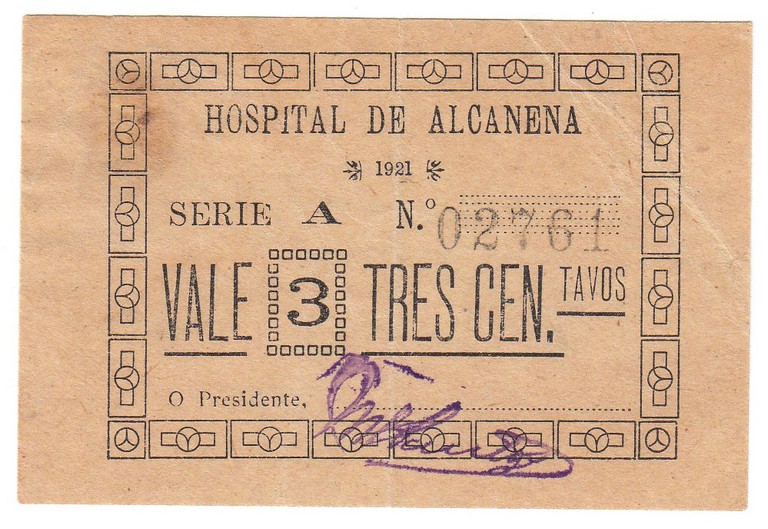 HOSPITAL DE ALCANENA
1921
SERIE A N.º 02761
VALE 3 TRES CEN.TAVOS
O Presidente,